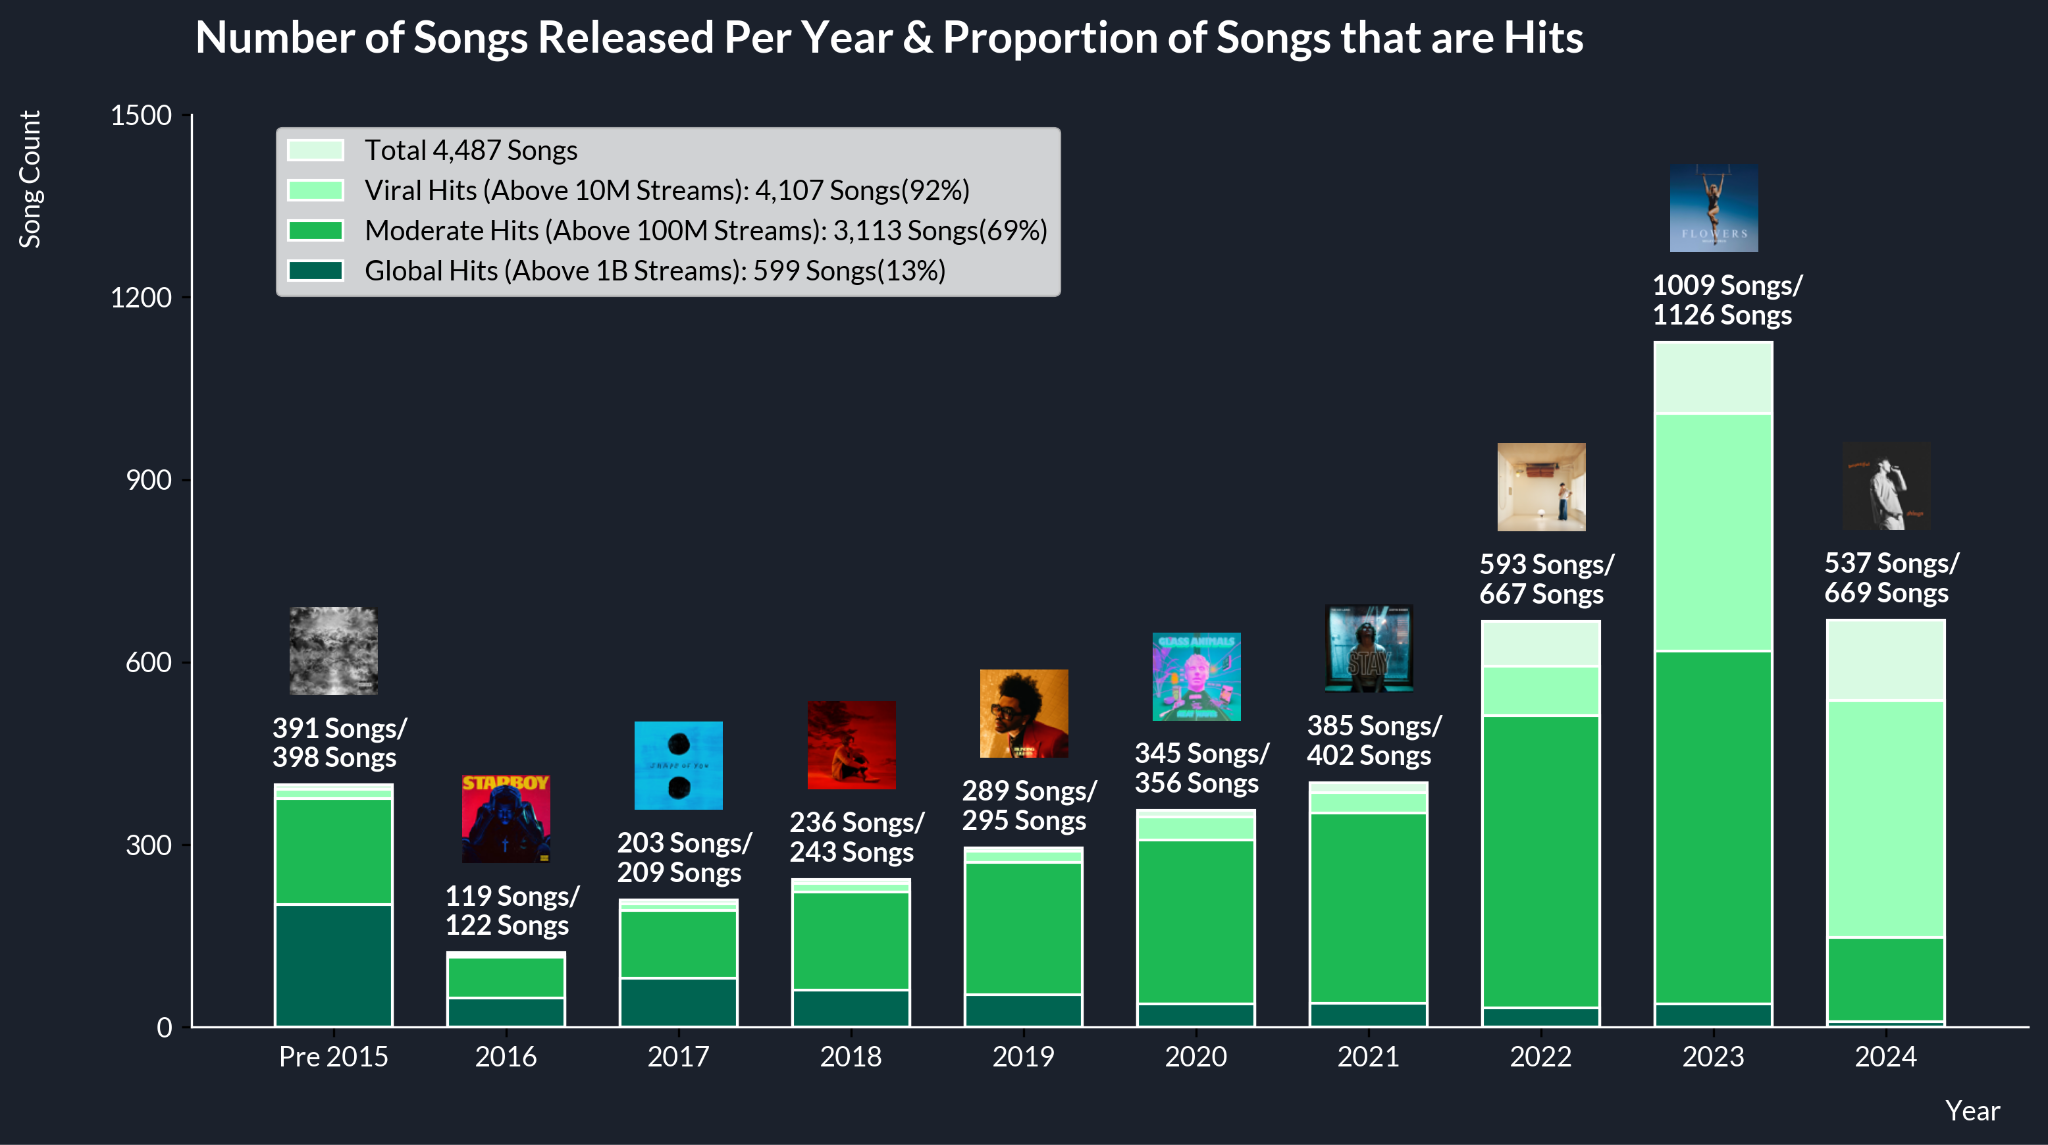 Number of Songs Released Per Year & Proportion of Songs that are Hits
Song Count
1500
1200
900
600
300
0
Total 4,487 Songs
Viral Hits (Above 10M Streams): 4,107 Songs(92%)
Moderate Hits (Above 100M Streams): 3,113 Songs(69%)
Global Hits (Above 1B Streams): 599 Songs(13%)
391 Songs/
398 Songs
STARBOY
119 Songs/
122 Songs
SHAPE OF YOU
203 Songs/
209 Songs
236 Songs/
243 Songs
289 Songs/
295 Songs
GLASS ANIMALS
HEAT WAVES
345 Songs/
356 Songs
STAY
385 Songs/
402 Songs
593 Songs/
667 Songs
FLOWERS
1009 Songs/
1126 Songs
537 Songs/
669 Songs
Pre 2015
2016
2017
2018
2019
2020
2021
2022
2023
2024
Year